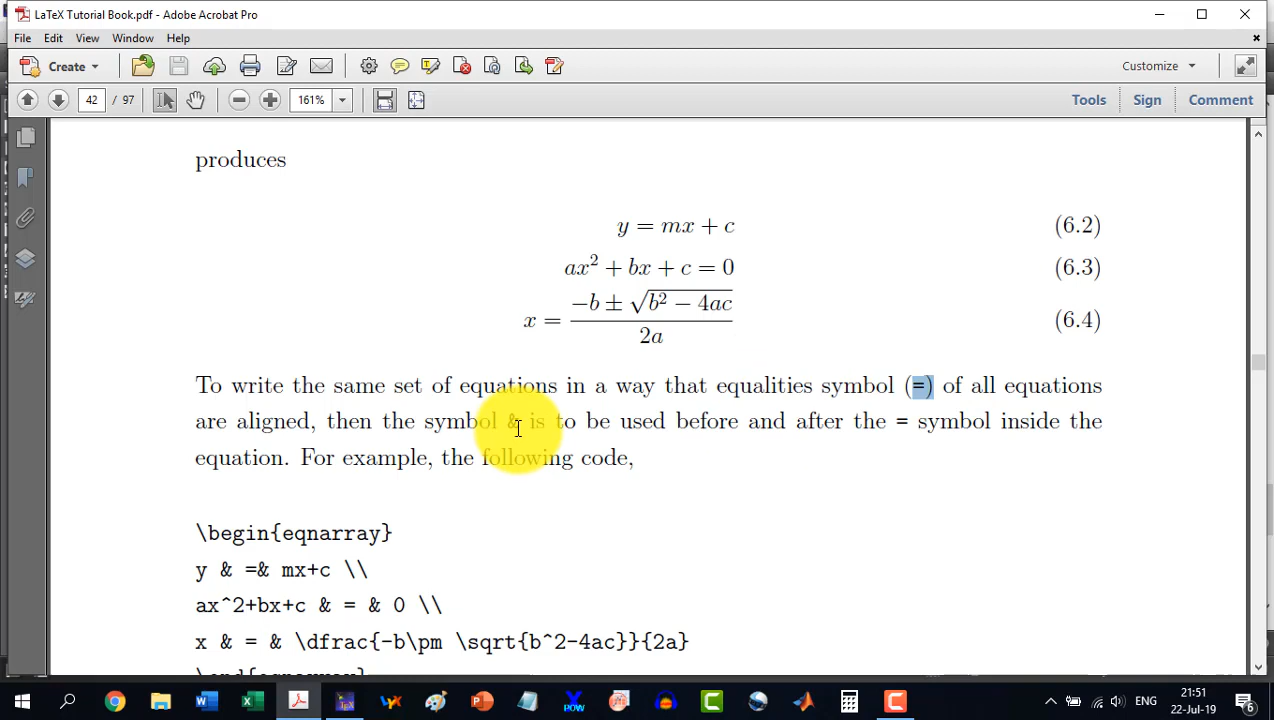 LaTeX Tutorial Book.pdf - Adobe Acrobat Pro
File Edit View Window Help
Create Customize
42 / 97 161% Tools Sign Comment
produces
y = mx + c (6.2)
ax² + bx + c = 0 (6.3)
x = \frac{−b ± √(b² − 4ac)}{2a} (6.4)
To write the same set of equations in a way that equalities symbol (=) of all equations
are aligned, then the symbol & is to be used before and after the = symbol inside the
equation. For example, the following code,
\begin{eqnarray}
y & =& mx+c \\
ax^2+bx+c & = & 0 \\
x & = & \dfrac{-b\pm \sqrt{b^2-4ac}}{2a}
\end{eqnarray}
ENG 21:51
22-Jul-19 6